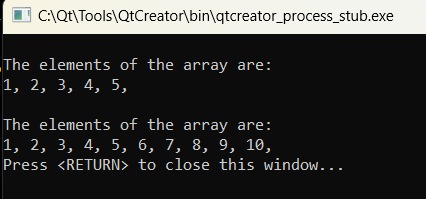 C:\Qt\Tools\QtCreator\bin\qtcreator_process_stub.exe
The elements of the array are:
1, 2, 3, 4, 5,
The elements of the array are:
1, 2, 3, 4, 5, 6, 7, 8, 9, 10,
Press <RETURN> to close this window...